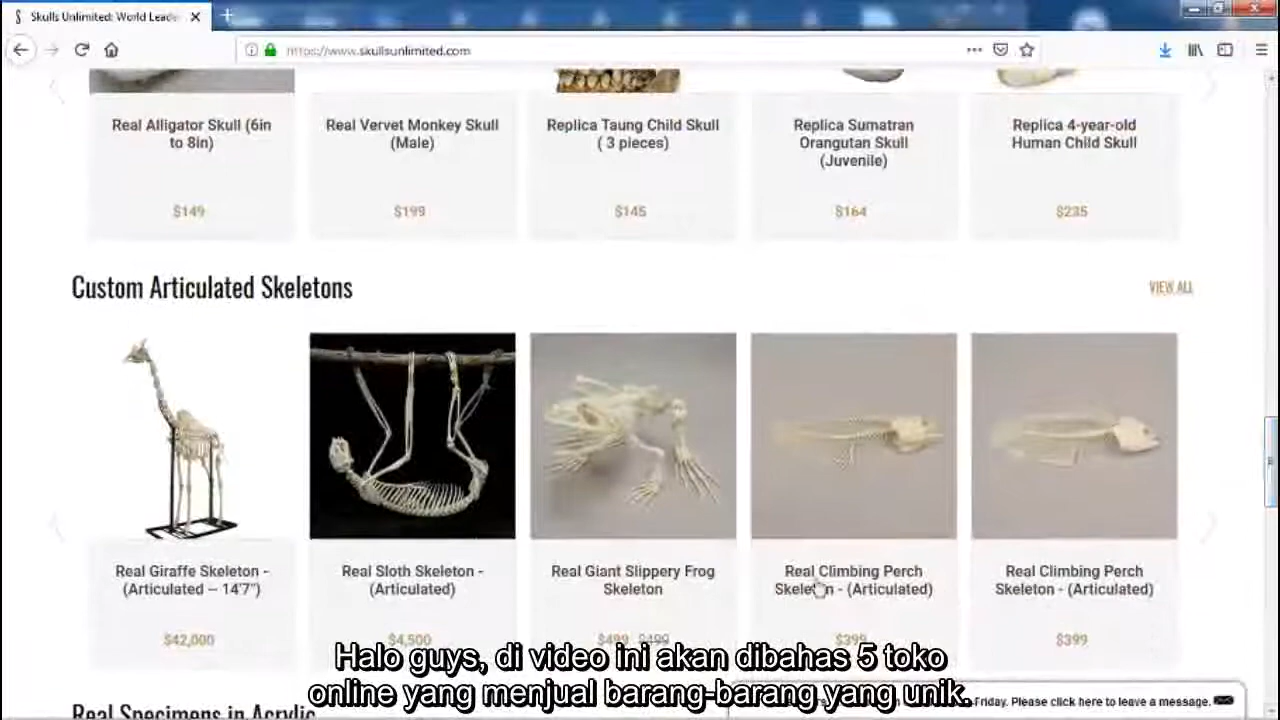 Skulls Unlimited: World Leade
https://www.skullsunlimited.com
Real Alligator Skull (6in
to 8in)
$149
Real Vervet Monkey Skull
(Male)
$199
Replica Taung Child Skull
( 3 pieces)
$145
Replica Sumatran
Orangutan Skull
(Juvenile)
$164
Replica 4-year-old
Human Child Skull
$235
Custom Articulated Skeletons
VIEW ALL
Real Giraffe Skeleton -
(Articulated – 14'7")
$42,000
Real Sloth Skeleton -
(Articulated)
$4,500
Real Giant Slippery Frog
Skeleton
$499 $499
Real Climbing Perch
Skeleton - (Articulated)
$399
Real Climbing Perch
Skeleton - (Articulated)
$399
Halo guys, di video ini akan dibahas 5 toko
online yang menjual barang-barang yang unik.
Real Specimens in Acrylic
Friday. Please click here to leave a message.